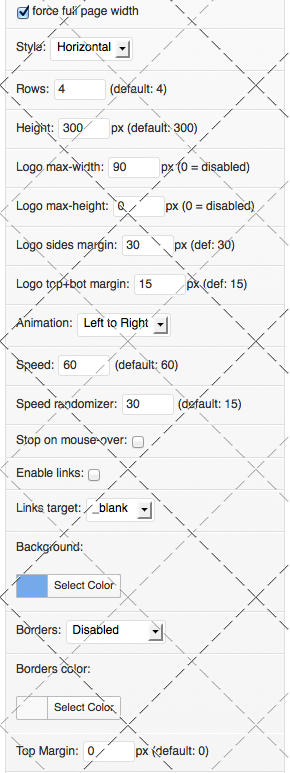 force full page width
Style: Horizontal
Rows: 4 (default: 4)
Height: 300 px (default: 300)
Logo max-width: 90 px (0 = disabled)
Logo max-height: 0 px (0 = disabled)
Logo sides margin: 30 px (def: 30)
Logo top+bot margin: 15 px (def: 15)
Animation: Left to Right
Speed: 60 (default: 60)
Speed randomizer: 30 (default: 15)
Stop on mouse over:
Enable links:
Links target: _blank
Background:
Select Color
Borders: Disabled
Borders color:
Select Color
Top Margin: 0 px (default: 0)